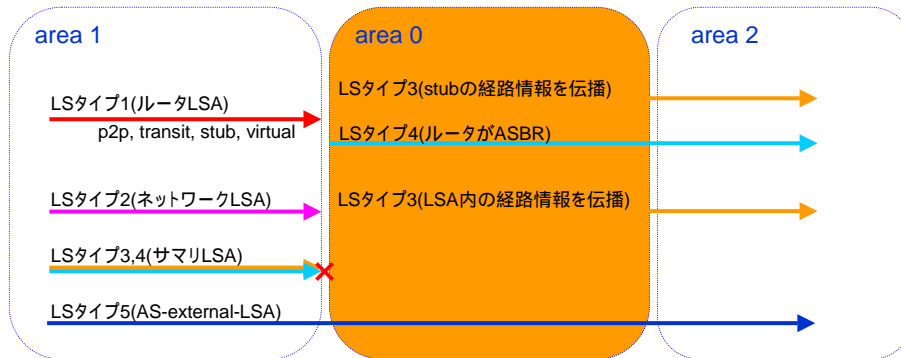 area 1
area 0
area 2
LSタイプ1(ルータLSA)
p2p, transit, stub, virtual
LSタイプ3(stubの経路情報を伝播)
LSタイプ4(ルータがASBR)
LSタイプ2(ネットワークLSA)
LSタイプ3(LSA内の経路情報を伝播)
LSタイプ3,4(サマリLSA)
LSタイプ5(AS-external-LSA)